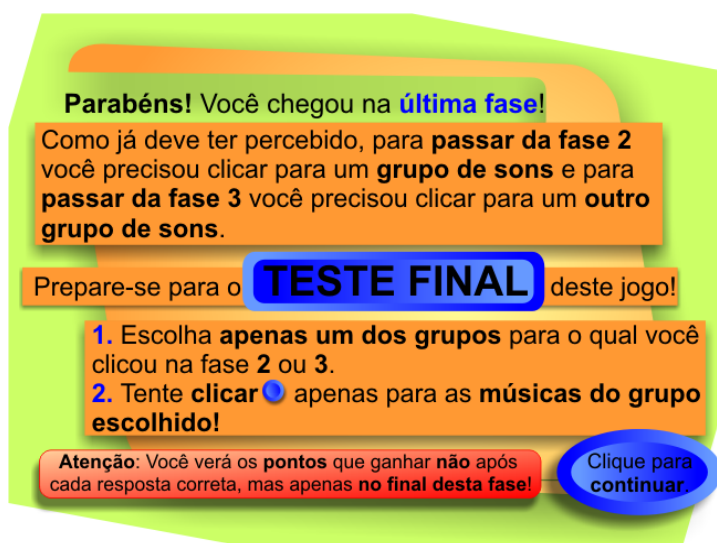 Parabéns! Você chegou na última fase!
Como já deve ter percebido, para passar da fase 2
você precisou clicar para um grupo de sons e para
passar da fase 3 você precisou clicar para um outro
grupo de sons.
Prepare-se para o TESTE FINAL deste jogo!
1. Escolha apenas um dos grupos para o qual você
clicou na fase 2 ou 3.
2. Tente clicar apenas para as músicas do grupo
escolhido!
Atenção: Você verá os pontos que ganhar não após
cada resposta correta, mas apenas no final desta fase!
Clique para
continuar.